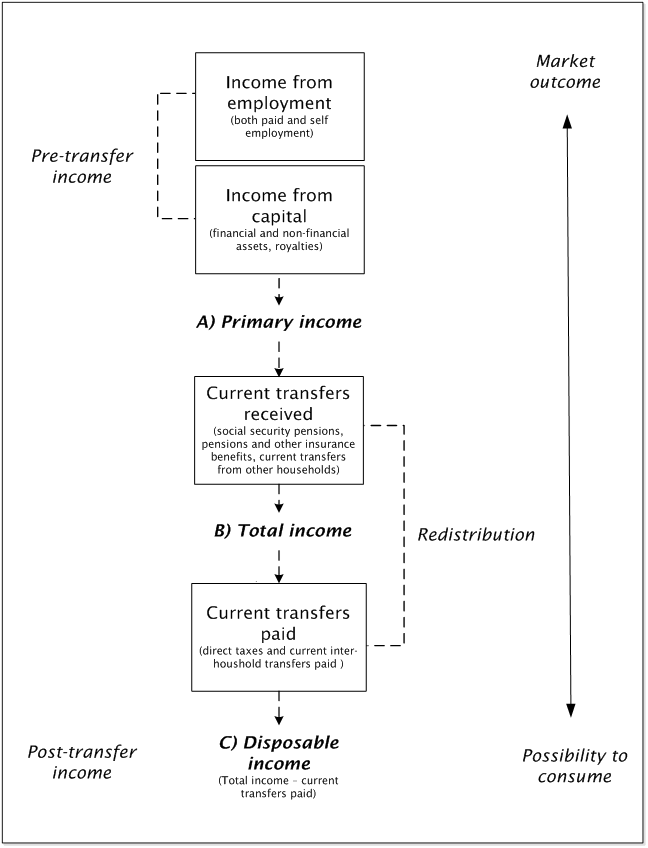 Market
outcome
Income from
employment
(both paid and self
employment)
Pre-transfer
income
Income from
capital
(financial and non-financial
assets, royalties)
A) Primary income
Current transfers
received
(social security pensions,
pensions and other insurance
benefits, current transfers
from other households)
B) Total income
Redistribution
Current transfers
paid
(direct taxes and current inter-
houshold transfers paid )
Post-transfer
income
C) Disposable
income
(Total income – current
transfers paid)
Possibility to
consume